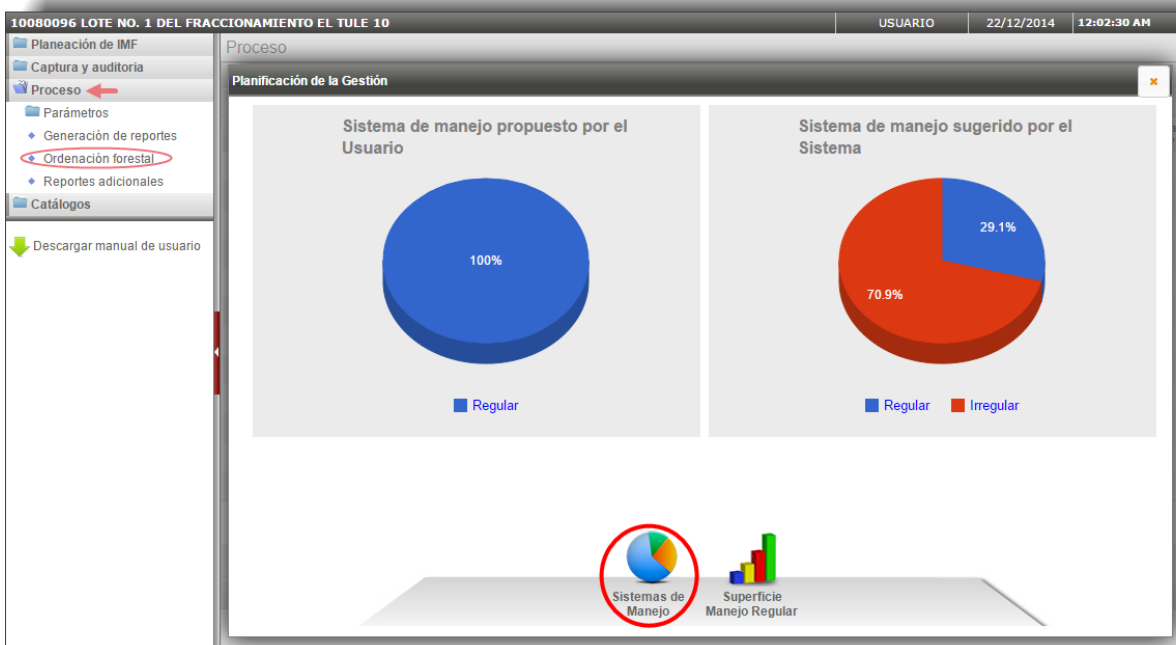 10080096 LOTE NO. 1 DEL FRACCIONAMIENTO EL TULE 10
USUARIO
22/12/2014
12:02:30 AM
Planeación de IMF
Captura y auditoria
Proceso
Parámetros
Generación de reportes
Ordenación forestal
Reportes adicionales
Catálogos
Descargar manual de usuario
Proceso
Planificación de la Gestión
Sistema de manejo propuesto por el
Usuario
100%
Regular
Sistema de manejo sugerido por el
Sistema
29.1%
70.9%
Regular
Irregular
Sistemas de
Manejo
Superficie
Manejo Regular